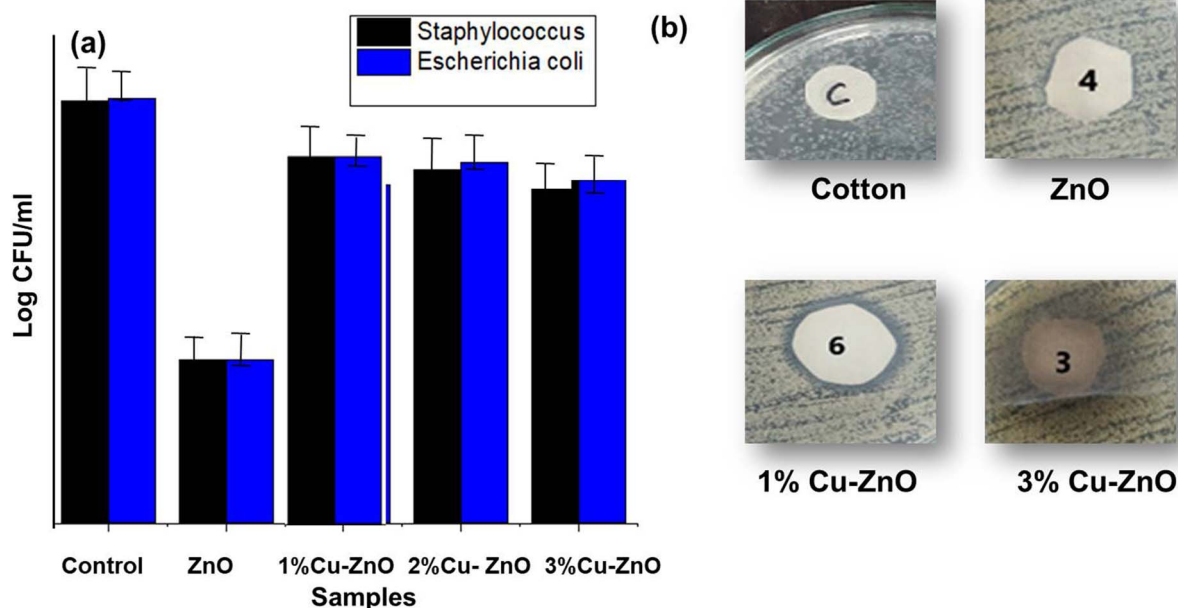 (a)
Staphylococcus
Escherichia coli
Log CFU/ml
Control ZnO 1%Cu-ZnO 2%Cu- ZnO 3%Cu-ZnO
Samples
(b)
C
4
Cotton
ZnO
6
3
1% Cu-ZnO
3% Cu-ZnO